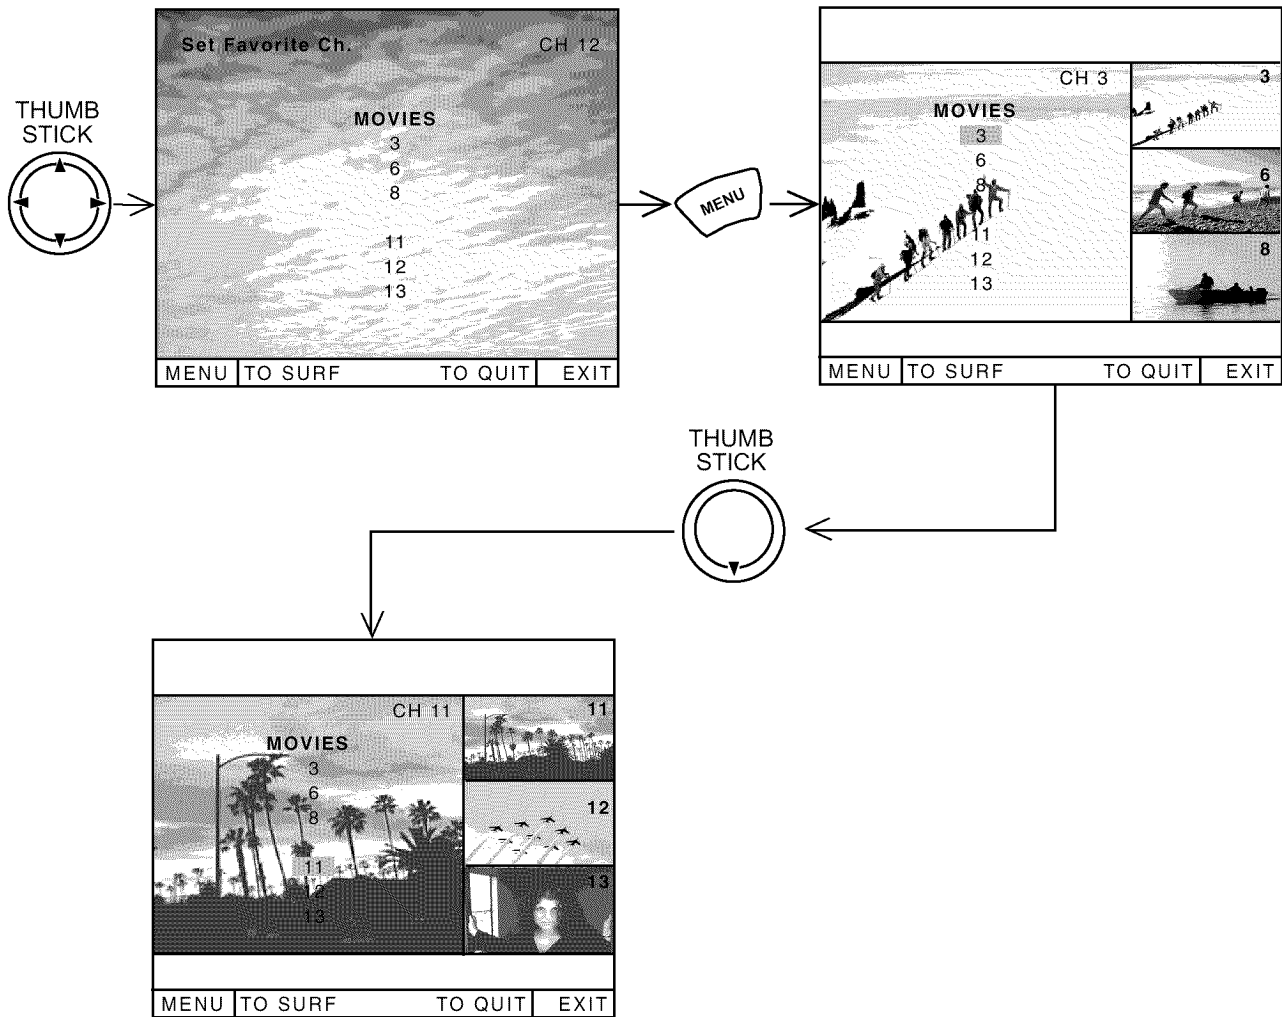 THUMB
STICK
Set Favorite Ch.
CH 12
MOVIES
3
6
8
11
12
13
MENU TO SURF TO QUIT EXIT
MENU
CH 3
MOVIES
3
6
8
11
12
13
3
6
8
MENU TO SURF TO QUIT EXIT
THUMB
STICK
CH 11
MOVIES
3
6
8
11
12
13
11
12
13
MENU TO SURF TO QUIT EXIT